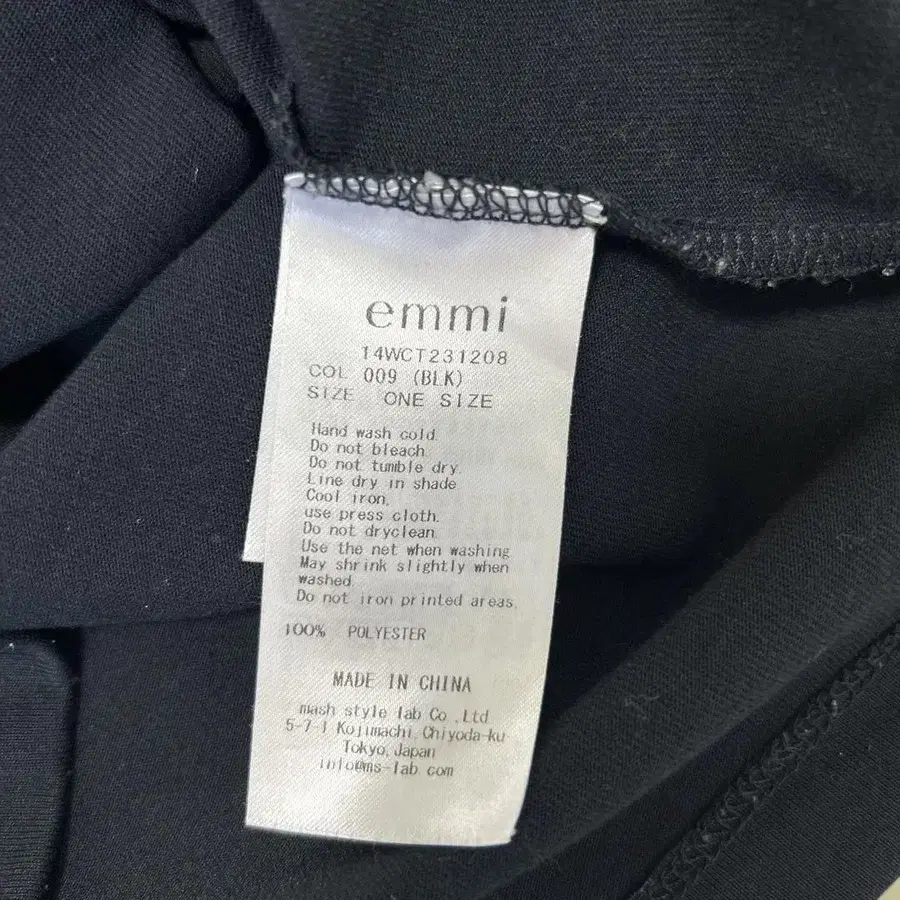 emmi
14WCT231208
COL 009 (BLK)
SIZE ONE SIZE
Hand wash cold.
Do not bleach.
Do not tumble dry.
Line dry in shade.
Cool iron,
use press cloth.
Do not dryclean.
Use the net when washing
May shrink slightly when
washed.
Do not iron printed areas.
100% POLYESTER
MADE IN CHINA
mash style lab Co.,Ltd.
5-7-1 Kojimachi,Chiyoda-ku
Tokyo,Japan
info@ms-lab.com